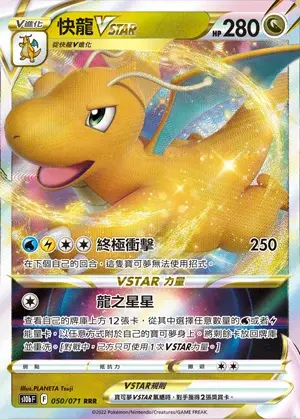 V進化
快龍VSTAR
HP 280
從快龍V進化
終極衝擊 250
在下個自己的回合,這隻寶可夢無法使用招式。
VSTAR 力量
龍之星星
查看自己的牌庫上方12張卡,從其中選擇任意數量的 或
能量卡,以任意方式附於自己的寶可夢身上。將剩餘卡放回牌庫
並重洗。[對戰中,己方只可使用1次VSTAR力量。]
Illus. PLANETA Tsuji
s10b F F 050/071 RRR
VSTAR規則
寶可夢VSTAR【昏厥】時,對手獲得2張獎賞卡。
©2022 Pokémon/Nintendo/Creatures/GAME FREAK